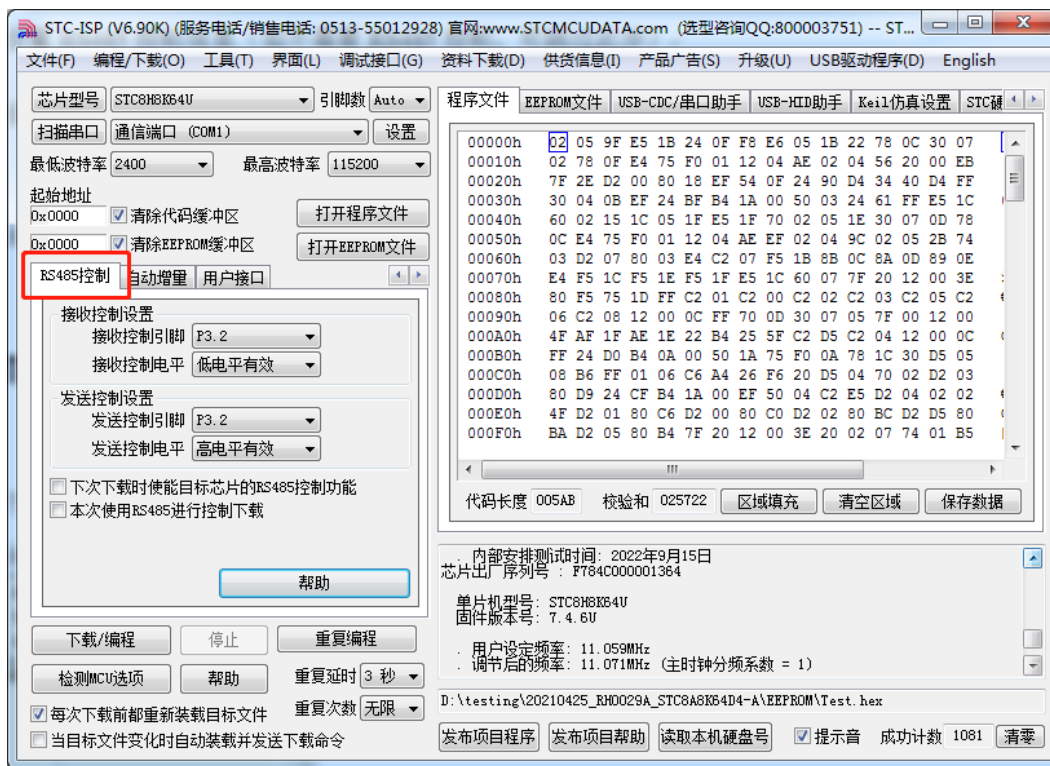 STC-ISP (V6.90K) (服务电话/销售电话: 0513-55012928) 官网:www.STCMCUDATA.com (选型咨询QQ:800003751) -- ST...
文件(F) 编程/下载(O) 工具(T) 界面(L) 调试接口(G) 资料下载(D) 供货信息(I) 产品广告(S) 升级(U) USB驱动程序(D) English
芯片型号 STC8H8K64U 引脚数 Auto
扫描串口 通信端口 (COM1) 设置
最低波特率 2400 最高波特率 115200
起始地址
0x0000 清除代码缓冲区 打开程序文件
0x0000 清除EEPROM缓冲区 打开EEPROM文件
RS485控制 自动增量 用户接口
接收控制设置
接收控制引脚 P3.2
接收控制电平 低电平有效
发送控制设置
发送控制引脚 P3.2
发送控制电平 高电平有效
下次下载时使能目标芯片的RS485控制功能
本次使用RS485进行控制下载
帮助
下载/编程 停止 重复编程
检测MCU选项 帮助 重复延时 3 秒
每次下载前都重新装载目标文件 重复次数 无限
当目标文件变化时自动装载并发送下载命令
程序文件 EEPROM文件 USB-CDC/串口助手 USB-HID助手 Keil仿真设置 STC硬
00000h 02 05 9F E5 1B 24 0F F8 E6 05 1B 22 78 0C 30 07
00010h 02 78 0F E4 75 F0 01 12 04 AE 02 04 56 20 00 EB
00020h 7F 2E D2 00 80 18 EF 54 0F 24 90 D4 34 40 D4 FF
00030h 30 04 0B EF 24 BF B4 1A 00 50 03 24 61 FF E5 1C
00040h 60 02 15 1C 05 1F E5 1F 70 02 05 1E 30 07 0D 78
00050h 0C E4 75 F0 01 12 04 AE EF 02 04 9C 02 05 2B 74
00060h 03 D2 07 80 03 E4 C2 07 F5 1B 8B 0C 8A 0D 89 0E
00070h E4 F5 1C F5 1E F5 1F E5 1C 60 07 7F 20 12 00 3E
00080h 80 F5 75 1D FF C2 01 C2 00 C2 02 C2 03 C2 05 C2
00090h 06 C2 08 12 00 0C FF 70 0D 30 07 05 7F 00 12 00
000A0h 4F AF 1F AE 1E 22 B4 25 5F C2 D5 C2 04 12 00 0C
000B0h FF 24 D0 B4 0A 00 50 1A 75 F0 0A 78 1C 30 D5 05
000C0h 08 B6 FF 01 06 C6 A4 26 F6 20 D5 04 70 02 D2 03
000D0h 80 D9 24 CF B4 1A 00 EF 50 04 C2 E5 D2 04 02 02
000E0h 4F D2 01 80 C6 D2 00 80 C0 D2 02 80 BC D2 D5 80
000F0h BA D2 05 80 B4 7F 20 12 00 3E 20 02 07 74 01 B5
代码长度 005AB 校验和 025722 区域填充 清空区域 保存数据
. 内部安排测试时间: 2022年9月15日
芯片出厂序列号 : F784C000001364
单片机型号: STC8H8K64U
固件版本号: 7.4.6U
. 用户设定频率: 11.059MHz
. 调节后的频率: 11.071MHz (主时钟分频系数 = 1)
D:\testing\20210425_RH0029A_STC8A8K64D4-A\EEPROM\Test.hex
发布项目程序 发布项目帮助 读取本机硬盘号 提示音 成功计数 1081 清零